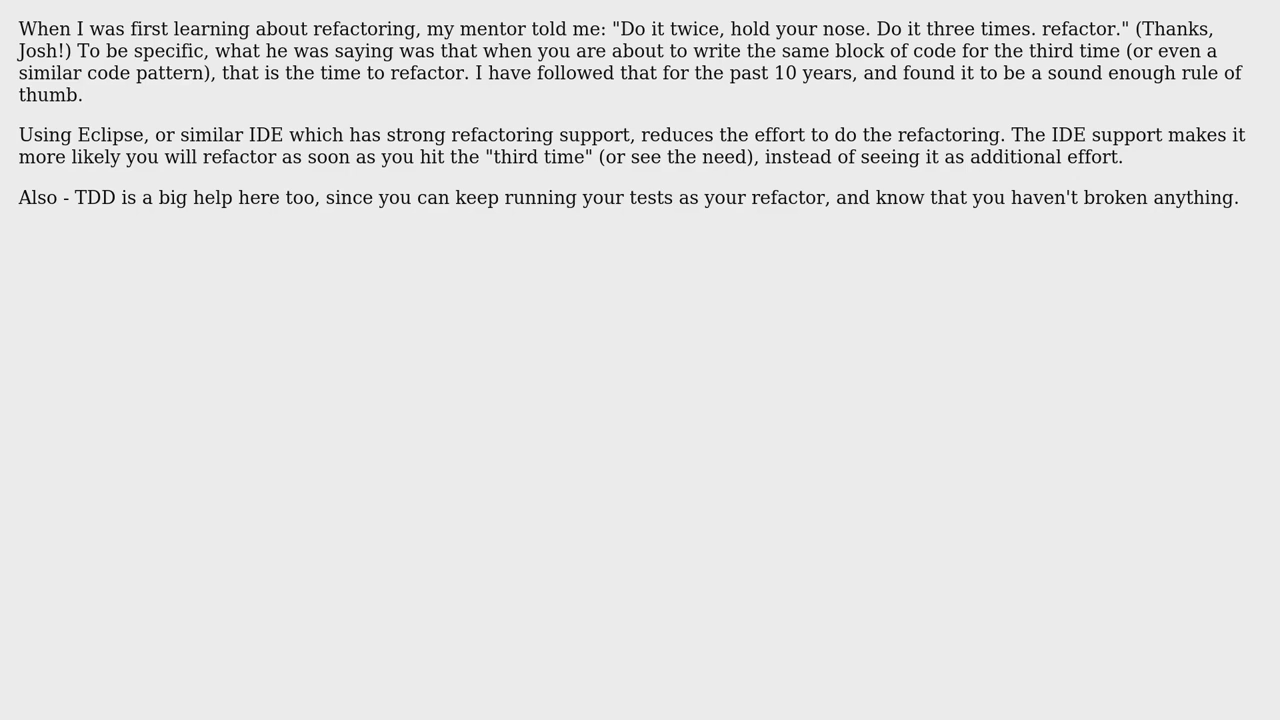 When I was first learning about refactoring, my mentor told me: "Do it twice, hold your nose. Do it three times. refactor." (Thanks,
Josh!) To be specific, what he was saying was that when you are about to write the same block of code for the third time (or even a
similar code pattern), that is the time to refactor. I have followed that for the past 10 years, and found it to be a sound enough rule of
thumb.
Using Eclipse, or similar IDE which has strong refactoring support, reduces the effort to do the refactoring. The IDE support makes it
more likely you will refactor as soon as you hit the "third time" (or see the need), instead of seeing it as additional effort.
Also - TDD is a big help here too, since you can keep running your tests as your refactor, and know that you haven't broken anything.